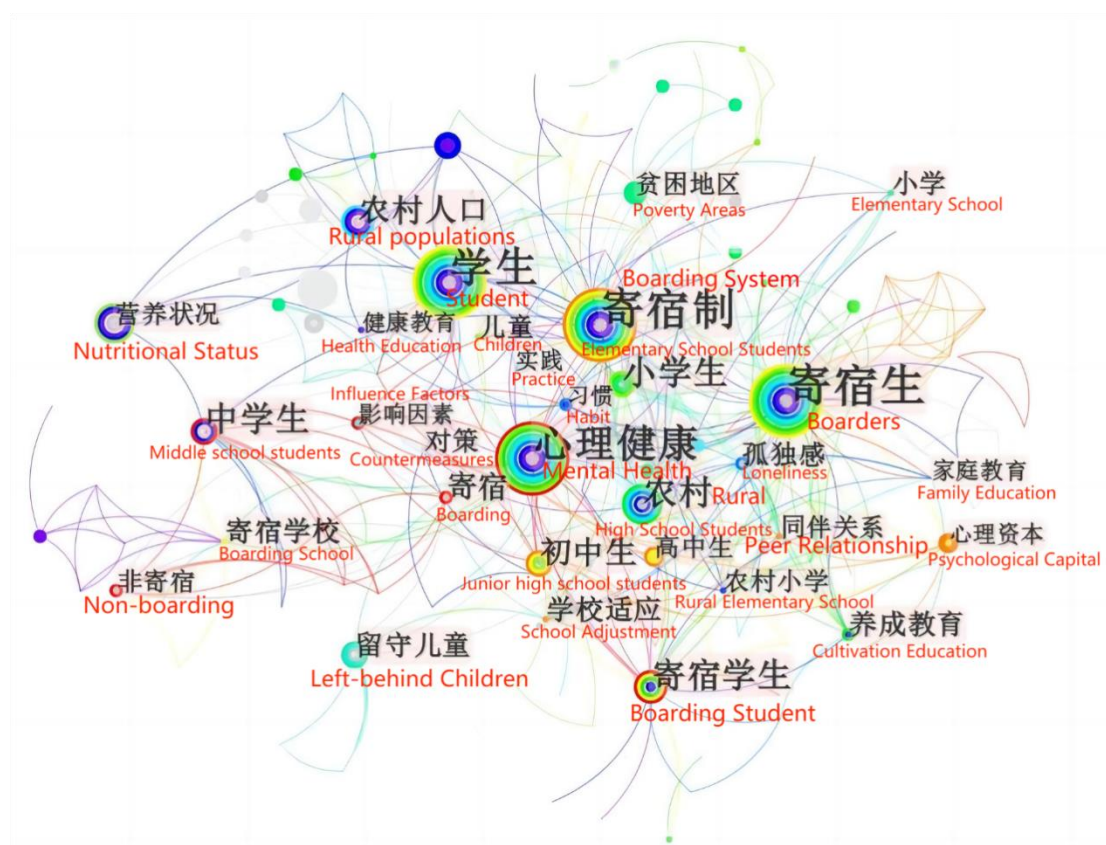 贫困地区
Poverty Areas
小学
Elementary School
农村人口
Rural populations
学生
Student
Boarding System
寄宿制
Elementary School Students
营养状况
Nutritional Status
健康教育
Health Education
儿童
Children
实践
Practice
小学生
寄宿生
Boarders
Influence Factors
影响因素
习惯
Habit
中学生
Middle school students
对策
Countermeasures
心理健康
Mental Health
孤独感
Loneliness
家庭教育
Family Education
寄宿
Boarding
农村
Rural
High School Students
寄宿学校
Boarding School
初中生
Junior high school students
高中生
同伴关系
Peer Relationship
心理资本
Psychological Capital
非寄宿
Non-boarding
农村小学
Rural Elementary School
学校适应
School Adjustment
养成教育
Cultivation Education
留守儿童
Left-behind Children
寄宿学生
Boarding Student